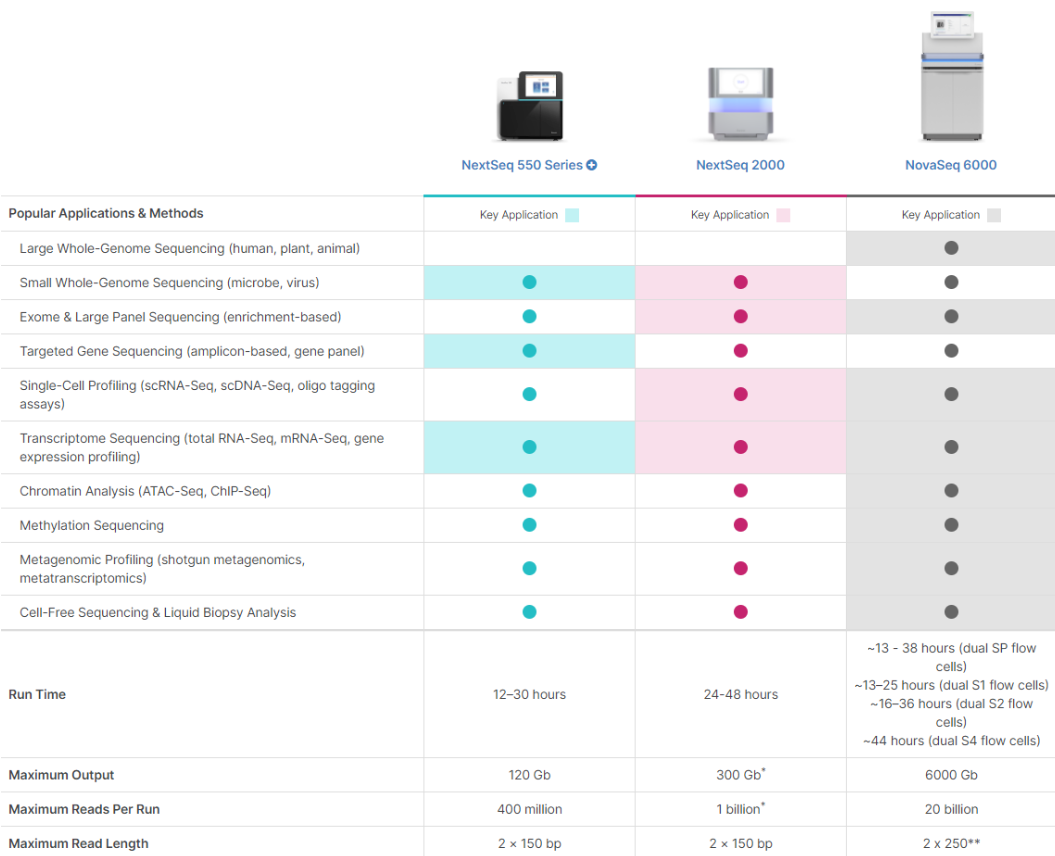 NextSeq 550 Series
NextSeq 2000
NovaSeq 6000
Popular Applications & Methods
Key Application
Key Application
Key Application
Large Whole-Genome Sequencing (human, plant, animal)
Small Whole-Genome Sequencing (microbe, virus)
Exome & Large Panel Sequencing (enrichment-based)
Targeted Gene Sequencing (amplicon-based, gene panel)
Single-Cell Profiling (scRNA-Seq, scDNA-Seq, oligo tagging
assays)
Transcriptome Sequencing (total RNA-Seq, mRNA-Seq, gene
expression profiling)
Chromatin Analysis (ATAC-Seq, ChIP-Seq)
Methylation Sequencing
Metagenomic Profiling (shotgun metagenomics,
metatranscriptomics)
Cell-Free Sequencing & Liquid Biopsy Analysis
Run Time
12–30 hours
24-48 hours
~13 - 38 hours (dual SP flow
cells)
~13–25 hours (dual S1 flow cells)
~16–36 hours (dual S2 flow
cells)
~44 hours (dual S4 flow cells)
Maximum Output
120 Gb
300 Gb*
6000 Gb
Maximum Reads Per Run
400 million
1 billion*
20 billion
Maximum Read Length
2 × 150 bp
2 × 150 bp
2 x 250**